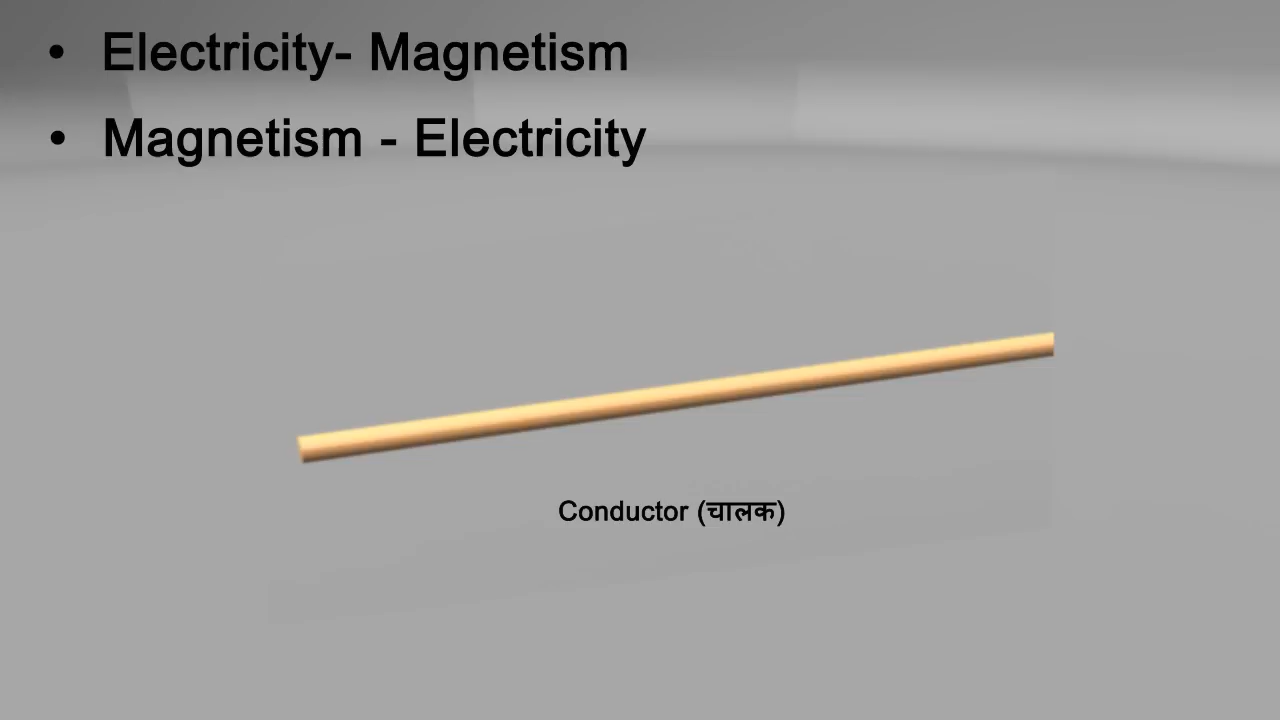 • Electricity- Magnetism
• Magnetism - Electricity
Conductor (चालक)